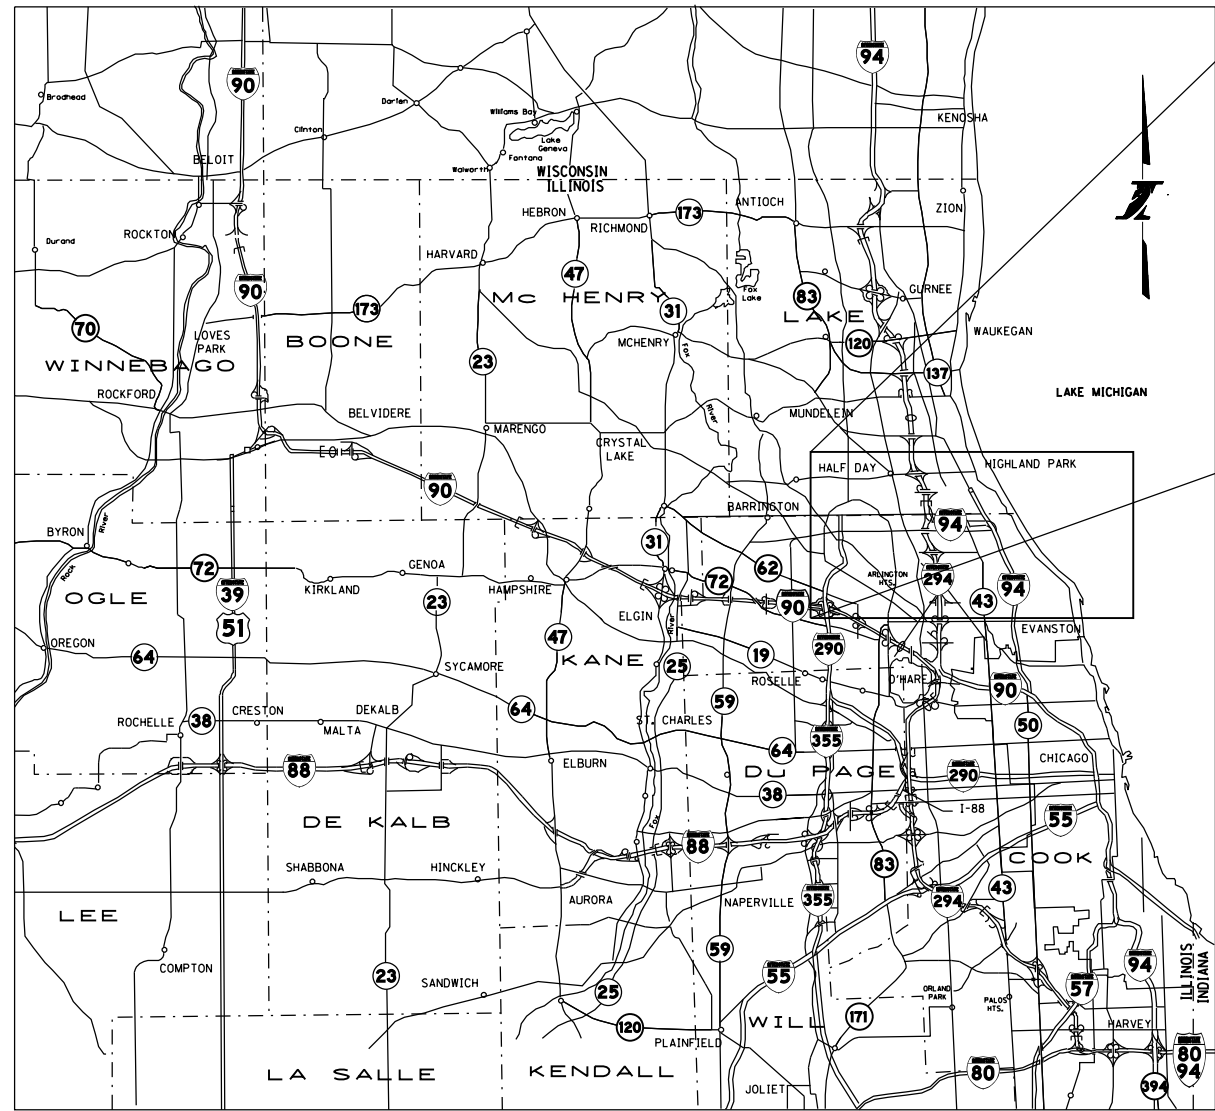 94
90
Brodhead
Darien
Williams Bay
KENOSHA
Clinton
Lake
Geneva
BELOIT
Fontana
Walworth
WISCONSIN
ILLINOIS
HEBRON
173
ANTIOCH
ZION
RICHMOND
ROCKTON
Durand
HARVARD
47
90
Fox
Lake
GURNEE
Mc HENRY
83
173
31
LAKE
70
LOVES
PARK
BOONE
MCHENRY
120
WAUKEGAN
WINNEBAGO
23
Fox
137
LAKE MICHIGAN
ROCKFORD
River
BELVIDERE
MUNDELEIN
MARENGO
CRYSTAL
LAKE
HALF DAY
HIGHLAND PARK
90
BARRINGTON
River
94
BYRON
31
Rock
72
GENOA
62
KIRKLAND
HAMPSHIRE
72
ARLINGTON
HTS.
294
94
OGLE
39
23
90
43
51
ELGIN
River
EVANSTON
OREGON
47
290
64
KANE
19
SYCAMORE
25
ROSELLE
O'HARE
90
64
59
ROCHELLE
38
CRESTON
DEKALB
ST. CHARLES
50
MALTA
355
64
CHICAGO
88
ELBURN
DU PAGE
290
38
I-88
DE KALB
Fox
55
88
COOK
SHABBONA
HINCKLEY
83
43
LEE
AURORA
NAPERVILLE
355
294
59
COMPTON
23
SANDWICH
55
94
ILLINOIS
INDIANA
25
ORLAND
PARK
PALOS
HTS.
57
WILL
171
120
HARVEY
PLAINFIELD
80
94
LA SALLE
KENDALL
80
JOLIET
394